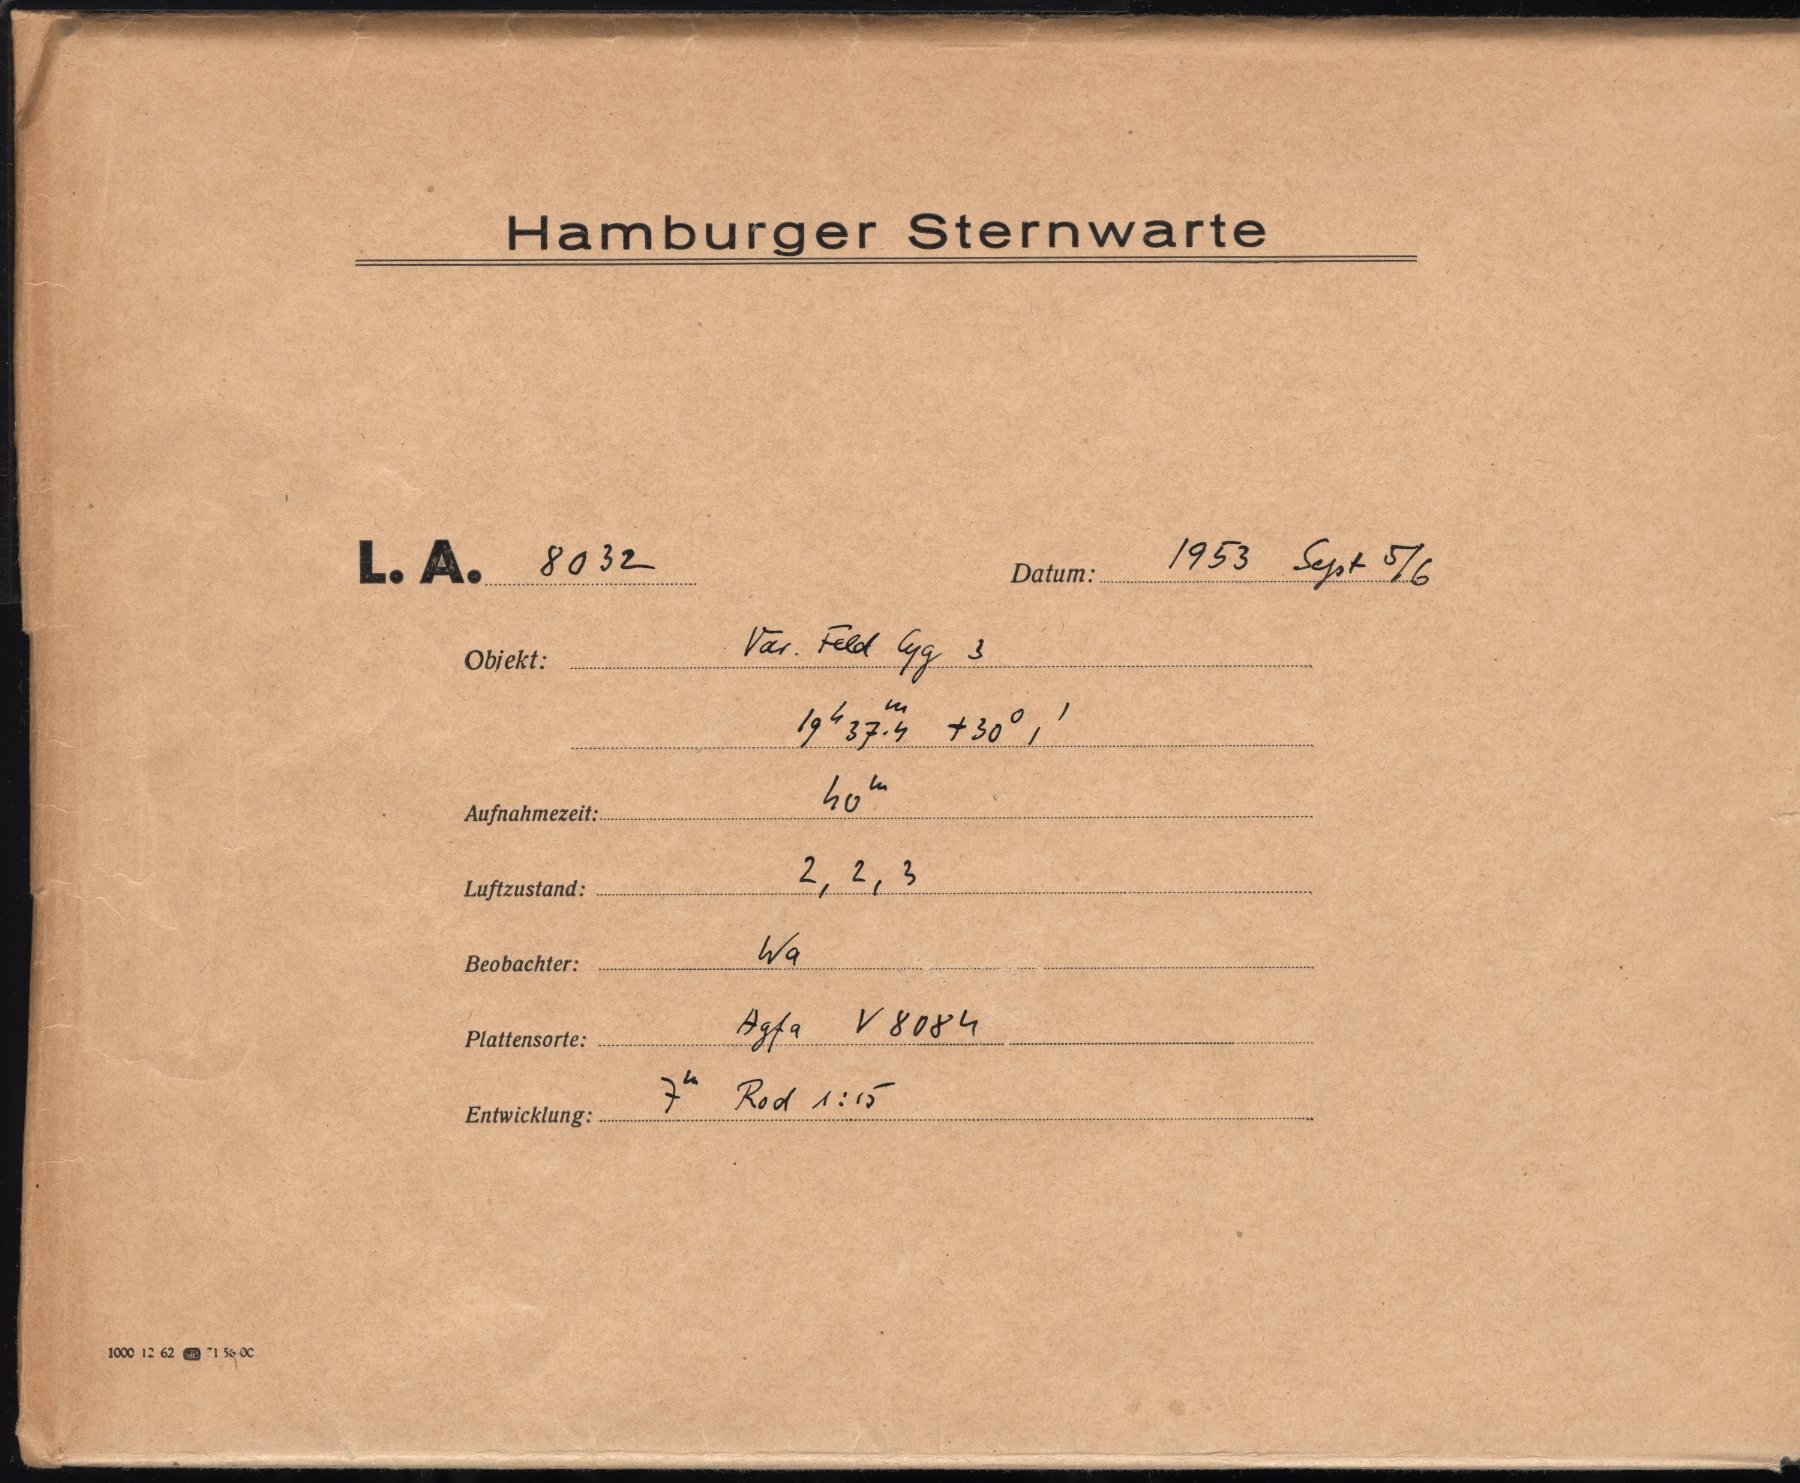 Hamburger Sternwarte
L. A. 8032 Datum: 1953 Sept 5/6
Objekt: Var. Feld Cyg 3
19h 37.4m +30° 1'
Aufnahmezeit: 40m
Luftzustand: 2, 2, 3
Beobachter: Wa
Plattensorte: Agfa V 8084
Entwicklung: 7m Rod 1:15
1000 12 62